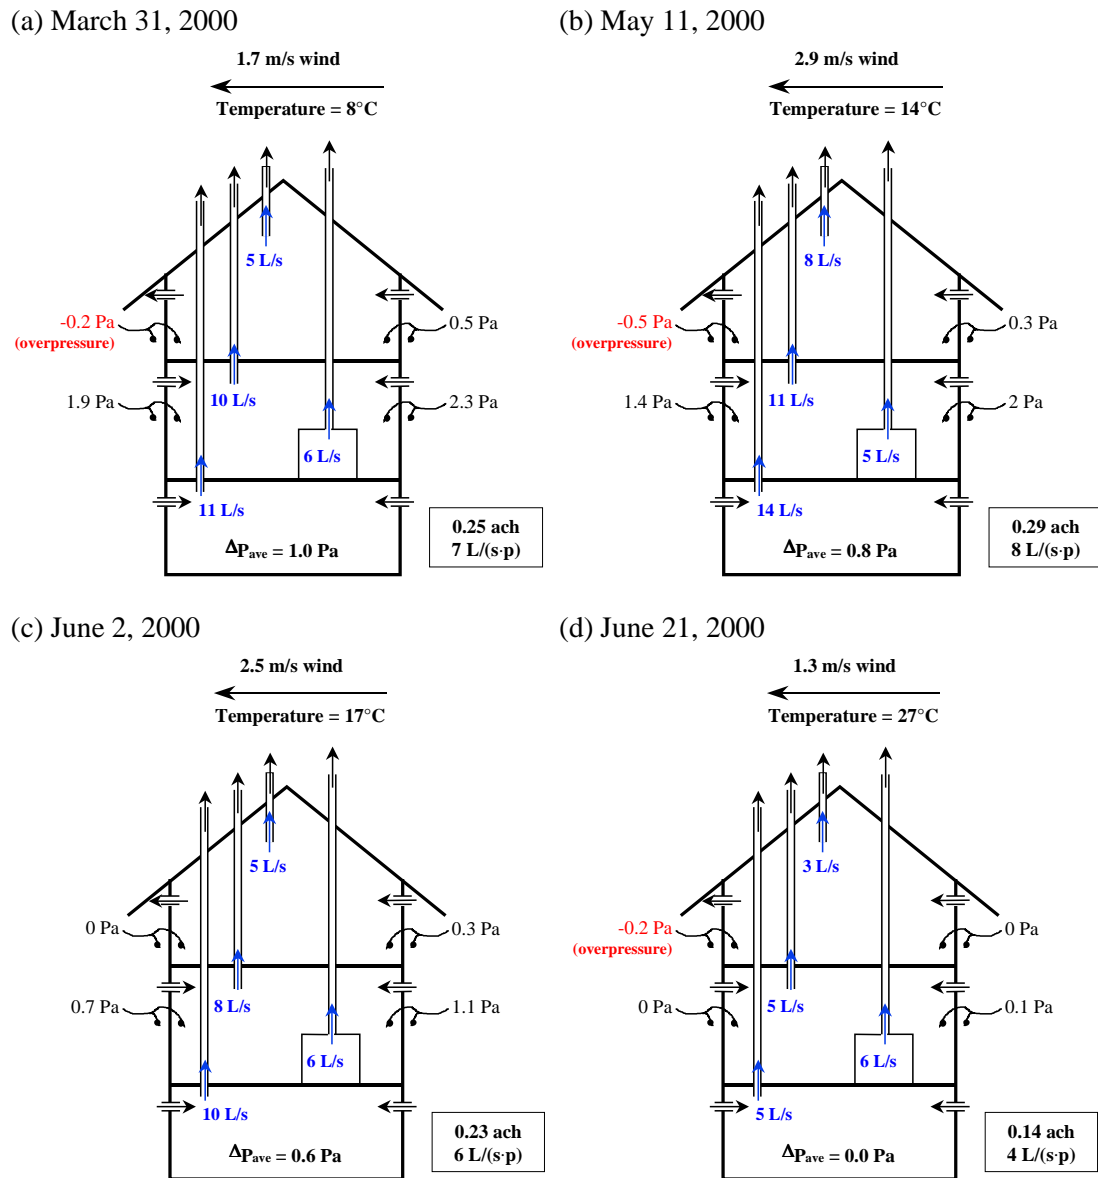 (a) March 31, 2000
1.7 m/s wind
Temperature = 8°C
5 L/s
-0.2 Pa
(overpressure)
0.5 Pa
1.9 Pa
10 L/s
2.3 Pa
6 L/s
11 L/s
ΔPave = 1.0 Pa
0.25 ach
7 L/(s·p)
(b) May 11, 2000
2.9 m/s wind
Temperature = 14°C
8 L/s
-0.5 Pa
(overpressure)
0.3 Pa
1.4 Pa
11 L/s
2 Pa
5 L/s
14 L/s
ΔPave = 0.8 Pa
0.29 ach
8 L/(s·p)
(c) June 2, 2000
2.5 m/s wind
Temperature = 17°C
5 L/s
0 Pa
0.3 Pa
0.7 Pa
8 L/s
1.1 Pa
6 L/s
10 L/s
ΔPave = 0.6 Pa
0.23 ach
6 L/(s·p)
(d) June 21, 2000
1.3 m/s wind
Temperature = 27°C
3 L/s
-0.2 Pa
(overpressure)
0 Pa
0 Pa
5 L/s
0.1 Pa
6 L/s
5 L/s
ΔPave = 0.0 Pa
0.14 ach
4 L/(s·p)